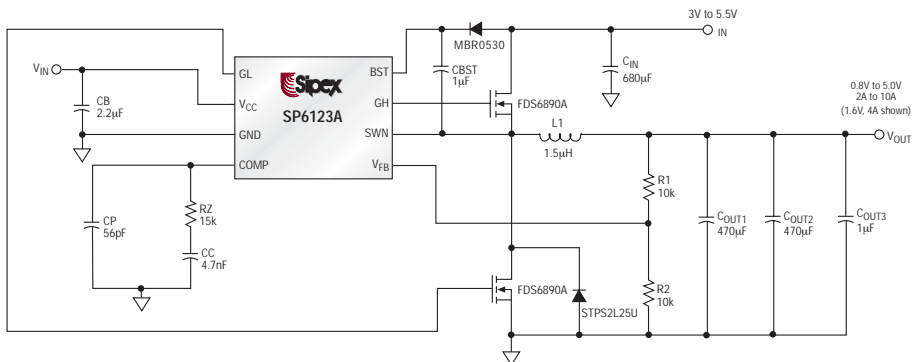 3V to 5.5V
IN
MBR0530
CBST
1µF
CIN
680µF
VIN
CB
2.2µF
GL
VCC
GND
COMP
Sipex
SP6123A
BST
GH
SWN
VFB
FDS6890A
L1
1.5µH
0.8V to 5.0V
2A to 10A
(1.6V, 4A shown)
VOUT
CP
56pF
RZ
15k
CC
4.7nF
R1
10k
R2
10k
COUT1
470µF
COUT2
470µF
COUT3
1µF
FDS6890A
STPS2L25U